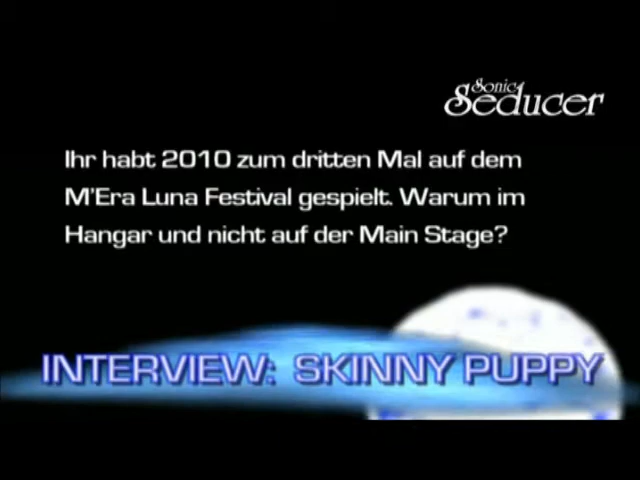 Sonic
Seducer
Ihr habt 2010 zum dritten Mal auf dem
M'Era Luna Festival gespielt. Warum im
Hangar und nicht auf der Main Stage?
INTERVIEW: SKINNY PUPPY